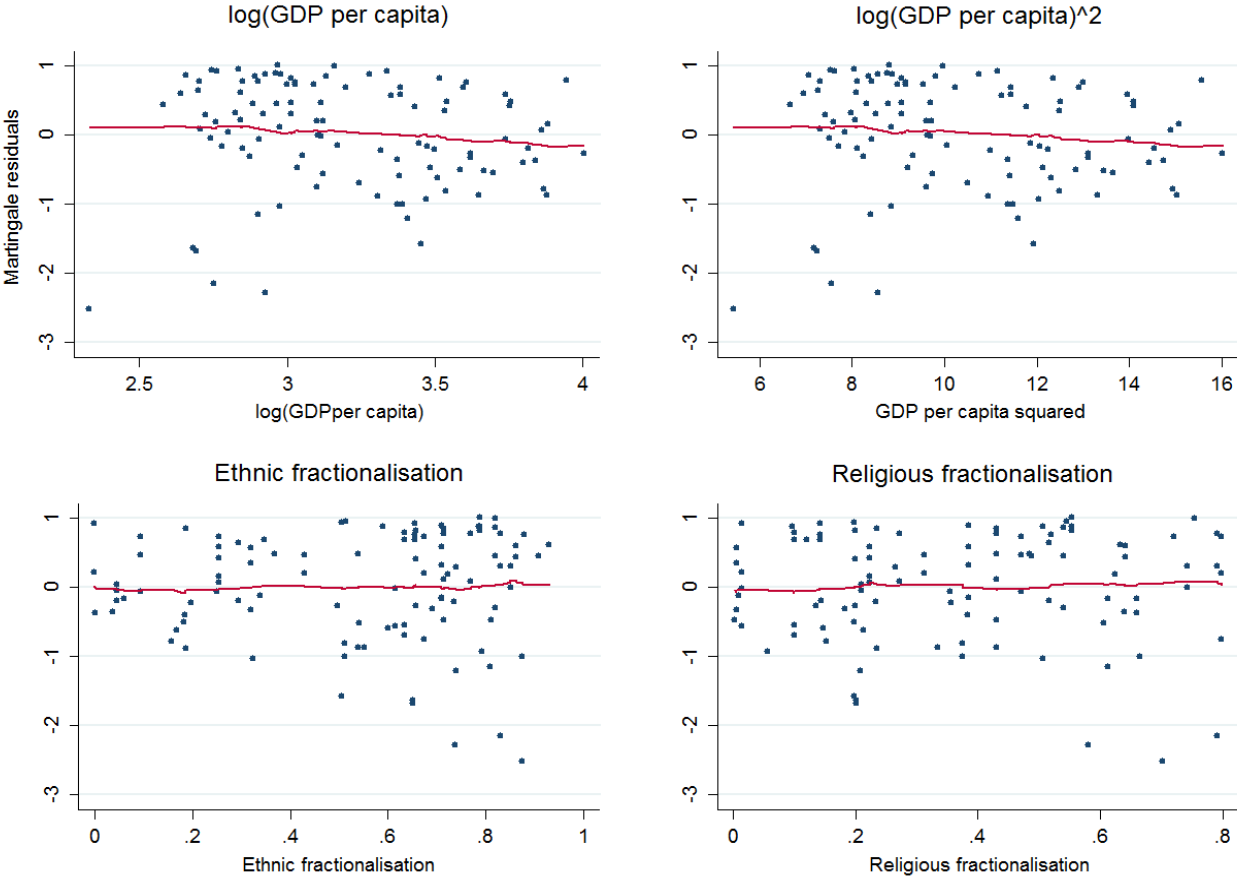 log(GDP per capita)
log(GDP per capita)^2
Martingale residuals
1
0
-1
-2
-3
2.5 3 3.5 4
log(GDPper capita)
1
0
-1
-2
-3
6 8 10 12 14 16
GDP per capita squared
Ethnic fractionalisation
Religious fractionalisation
1
0
-1
-2
-3
0 .2 .4 .6 .8 1
Ethnic fractionalisation
1
0
-1
-2
-3
0 .2 .4 .6 .8
Religious fractionalisation